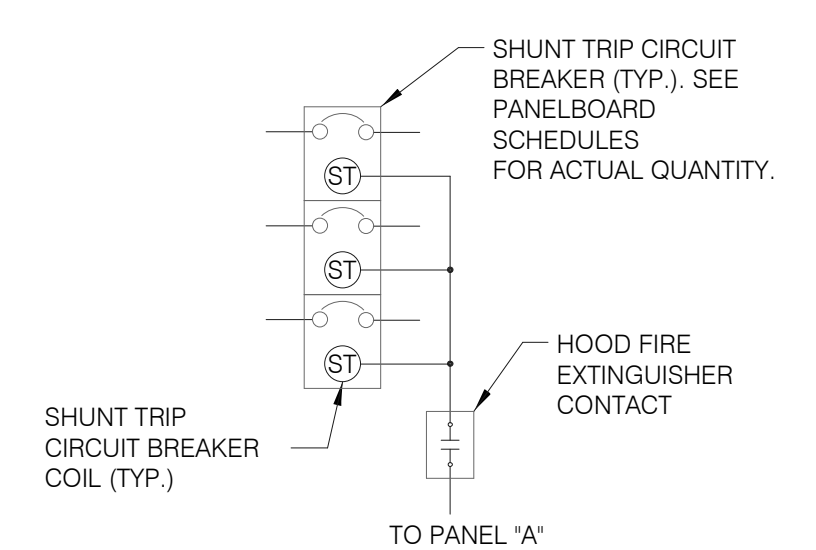 SHUNT TRIP CIRCUIT
BREAKER (TYP.). SEE
PANELBOARD
SCHEDULES
FOR ACTUAL QUANTITY.
ST
ST
ST
HOOD FIRE
EXTINGUISHER
CONTACT
SHUNT TRIP
CIRCUIT BREAKER
COIL (TYP.)
TO PANEL "A"